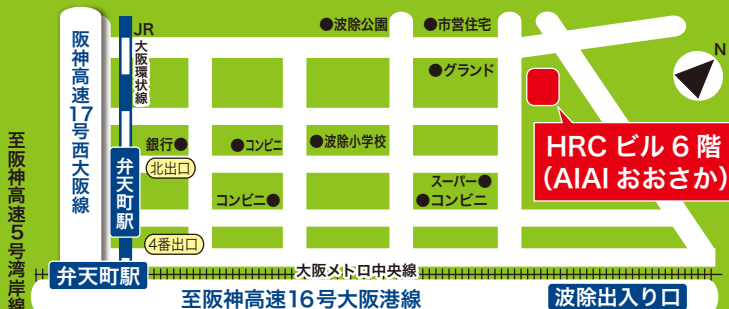 ●波除公園
●市営住宅
JR
大阪環状線
阪神高速17号西大阪線
●グランド
N
HRC ビル 6 階
(AIAI おおさか)
銀行●
●コンビニ
●波除小学校
北出口
弁天町駅
至阪神高速5号湾岸線
コンビニ●
スーパー●
●コンビニ
4番出口
大阪メトロ中央線
弁天町駅
至阪神高速16号大阪港線
波除出入り口